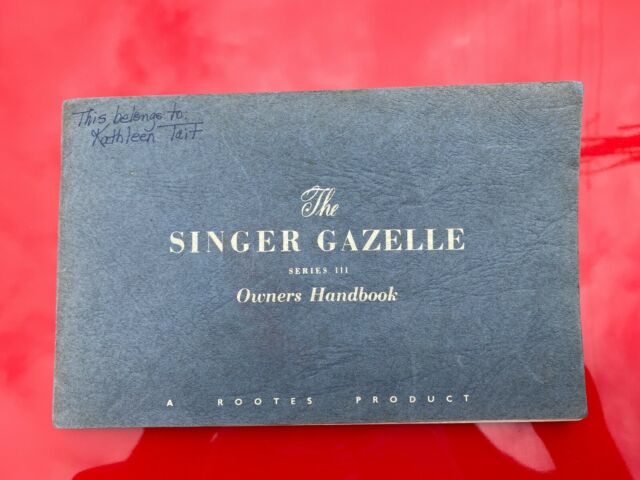 This belongs to:
Kathleen Tait
The
SINGER GAZELLE
SERIES III
Owners Handbook
A ROOTES PRODUCT